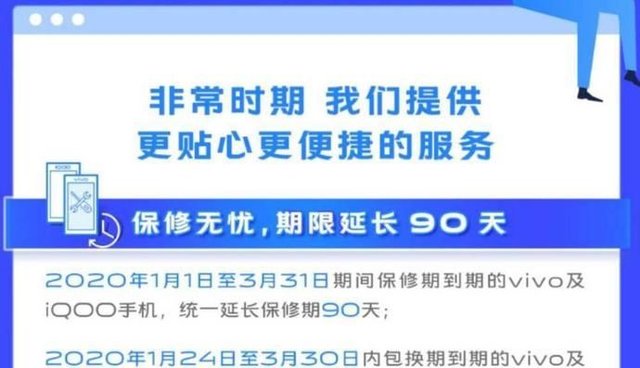 非常时期 我们提供
更贴心更便捷的服务
vivo
保修无忧,期限延长 90 天
2020年1月1日至3月31日期间保修期到期的vivo及
iQOO手机，统一延长保修期90天;
2020年1月24日至3月30日内包换期到期的vivo及